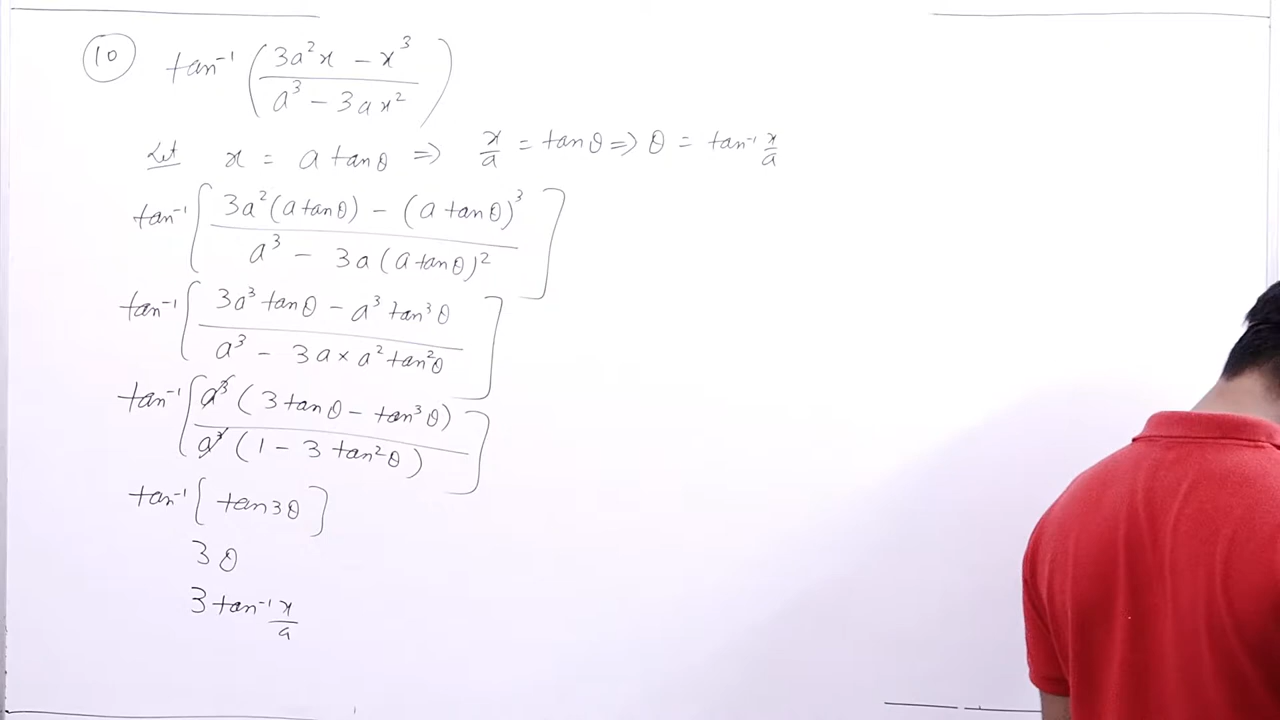 10 tan⁻¹ ( (3a²x − x³) / (a³ − 3ax²) )
Let x = a tanθ ⇒ x/a = tanθ ⇒ θ = tan⁻¹ x/a
tan⁻¹ [ (3a²(a tanθ) − (a tanθ)³) / (a³ − 3a(a tanθ)²) ]
tan⁻¹ [ (3a³ tanθ − a³ tan³θ) / (a³ − 3a × a² tan²θ) ]
tan⁻¹ [ a³ (3 tanθ − tan³θ) / a³ (1 − 3 tan²θ) ]
tan⁻¹ [ tan3θ ]
3θ
3 tan⁻¹ x/a